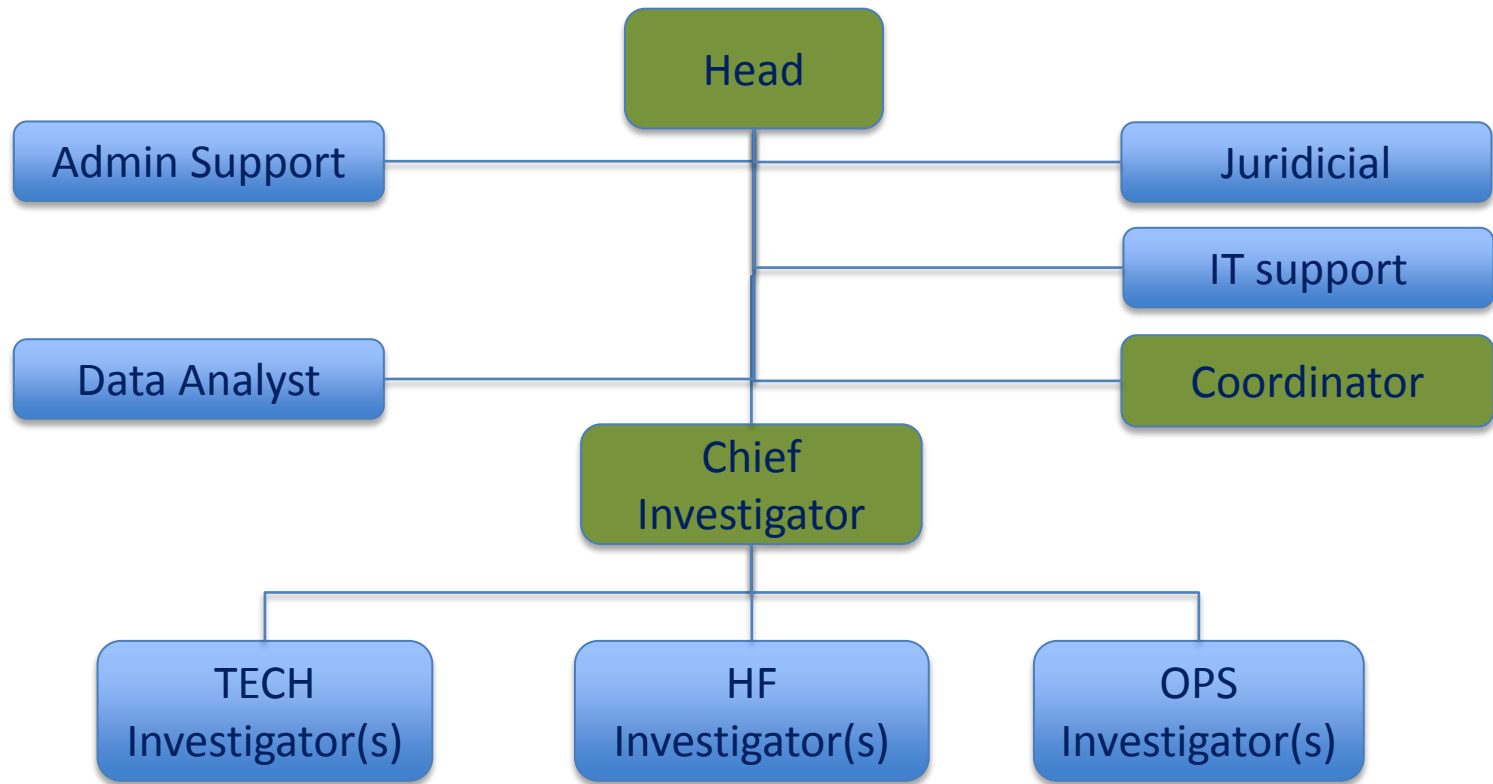 Head
Admin Support
Juridicial
IT support
Data Analyst
Coordinator
Chief
Investigator
TECH
Investigator(s)
HF
Investigator(s)
OPS
Investigator(s)